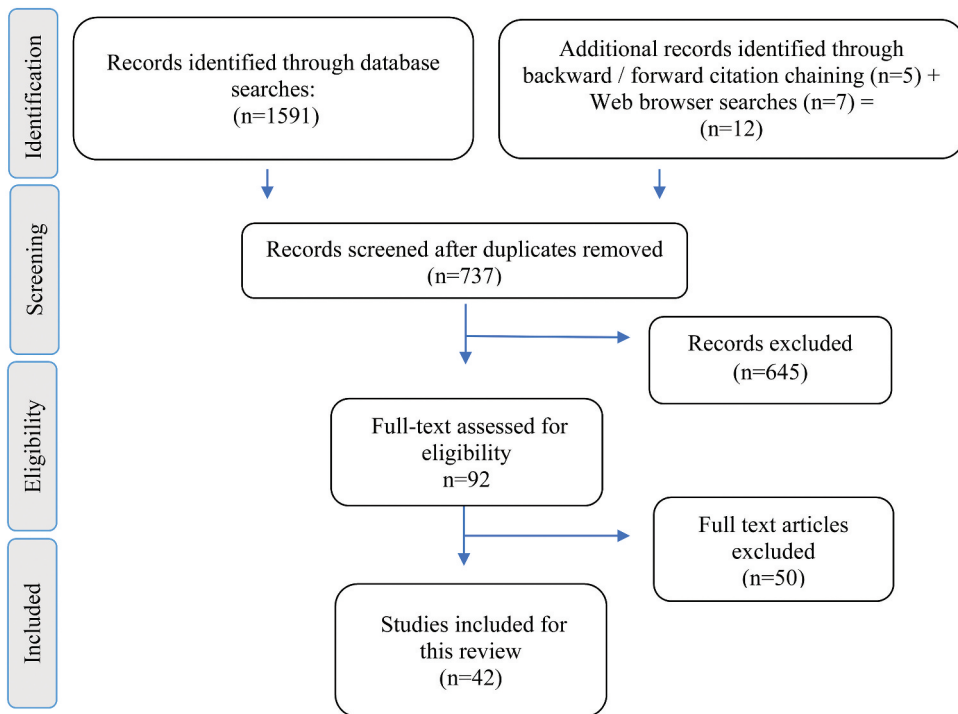 Identification
Records identified through database
searches:
(n=1591)
Additional records identified through
backward / forward citation chaining (n=5) +
Web browser searches (n=7) =
(n=12)
Screening
Records screened after duplicates removed
(n=737)
Records excluded
(n=645)
Eligibility
Full-text assessed for
eligibility
n=92
Full text articles
excluded
(n=50)
Included
Studies included for
this review
(n=42)